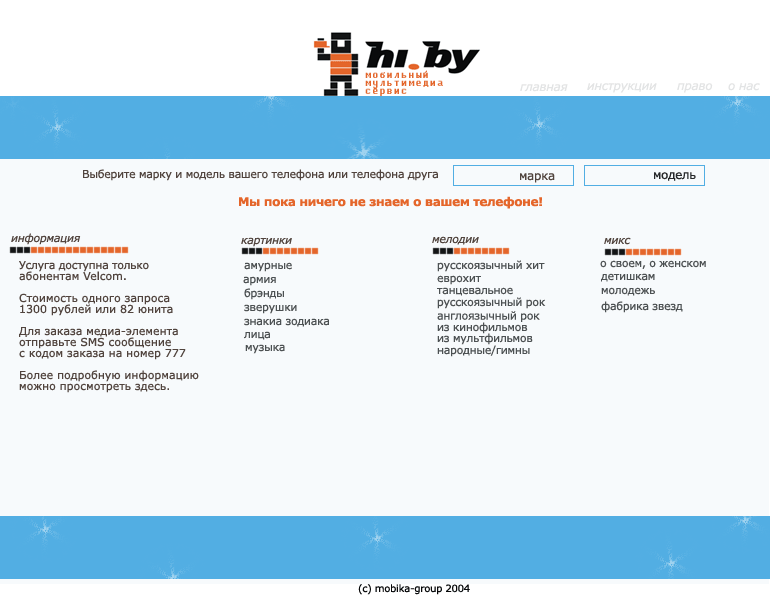 hi.by
мобильный
мультимедиа
сервис
главная инструкции право о нас
Выберите марку и модель вашего телефона или телефона друга
марка
модель
Мы пока ничего не знаем о вашем телефоне!
информация
Услуга доступна только
абонентам Velcom.
Стоимость одного запроса
1300 рублей или 82 юнита
Для заказа медиа-элемента
отправьте SMS сообщение
с кодом заказа на номер 777
Более подробную информацию
можно просмотреть здесь.
картинки
амурные
армия
брэнды
зверушки
знакиа зодиака
лица
музыка
мелодии
русскоязычный хит
еврохит
танцевальное
русскоязычный рок
англоязычный рок
из кинофильмов
из мультфильмов
народные/гимны
микс
о своем, о женском
детишкам
молодежь
фабрика звезд
(c) mobika-group 2004